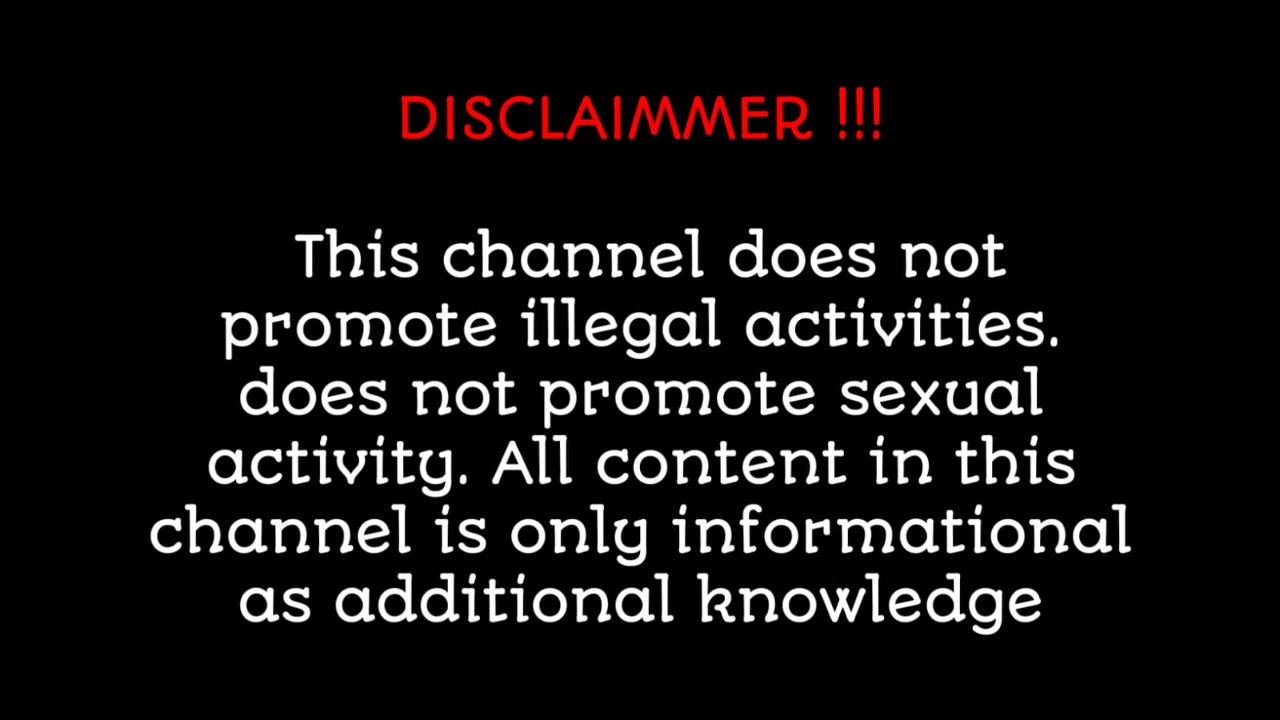 DISCLAIMMER !!!
This channel does not
promote illegal activities.
does not promote sexual
activity. All content in this
channel is only informational
as additional knowledge